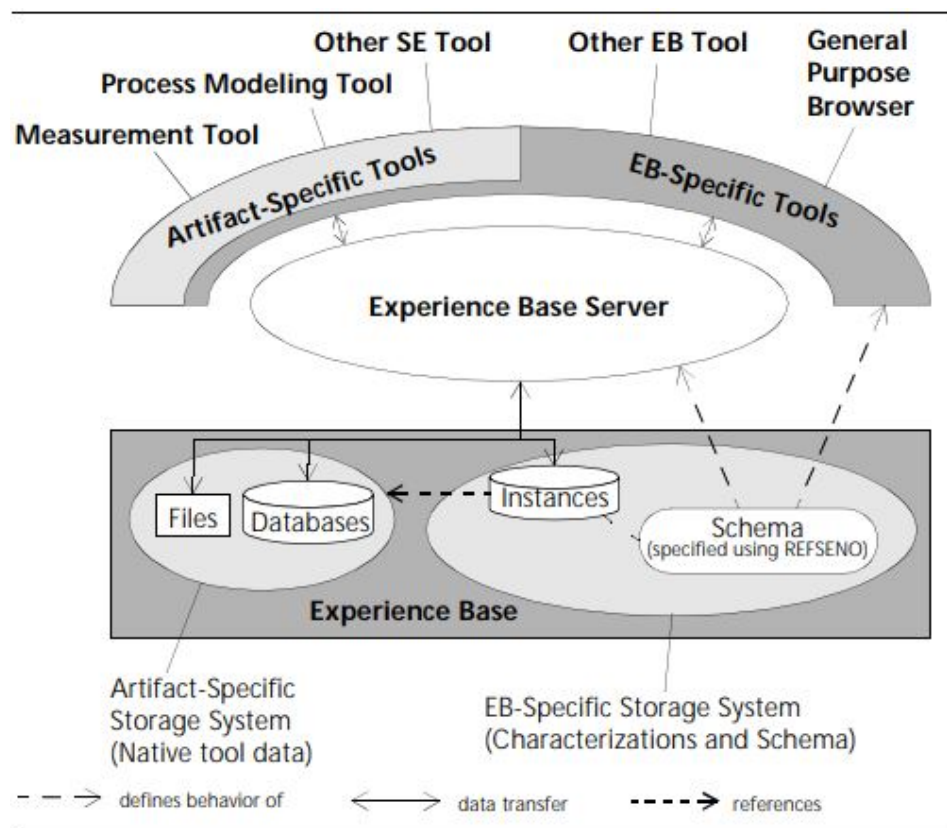 Other SE Tool
Other EB Tool
General
Purpose
Browser
Process Modeling Tool
Measurement Tool
Artifact-Specific Tools
EB-Specific Tools
Experience Base Server
Files
Databases
Instances
Schema
(specified using REFSENO)
Experience Base
Artifact-Specific
Storage System
(Native tool data)
EB-Specific Storage System
(Characterizations and Schema)
defines behavior of
data transfer
references